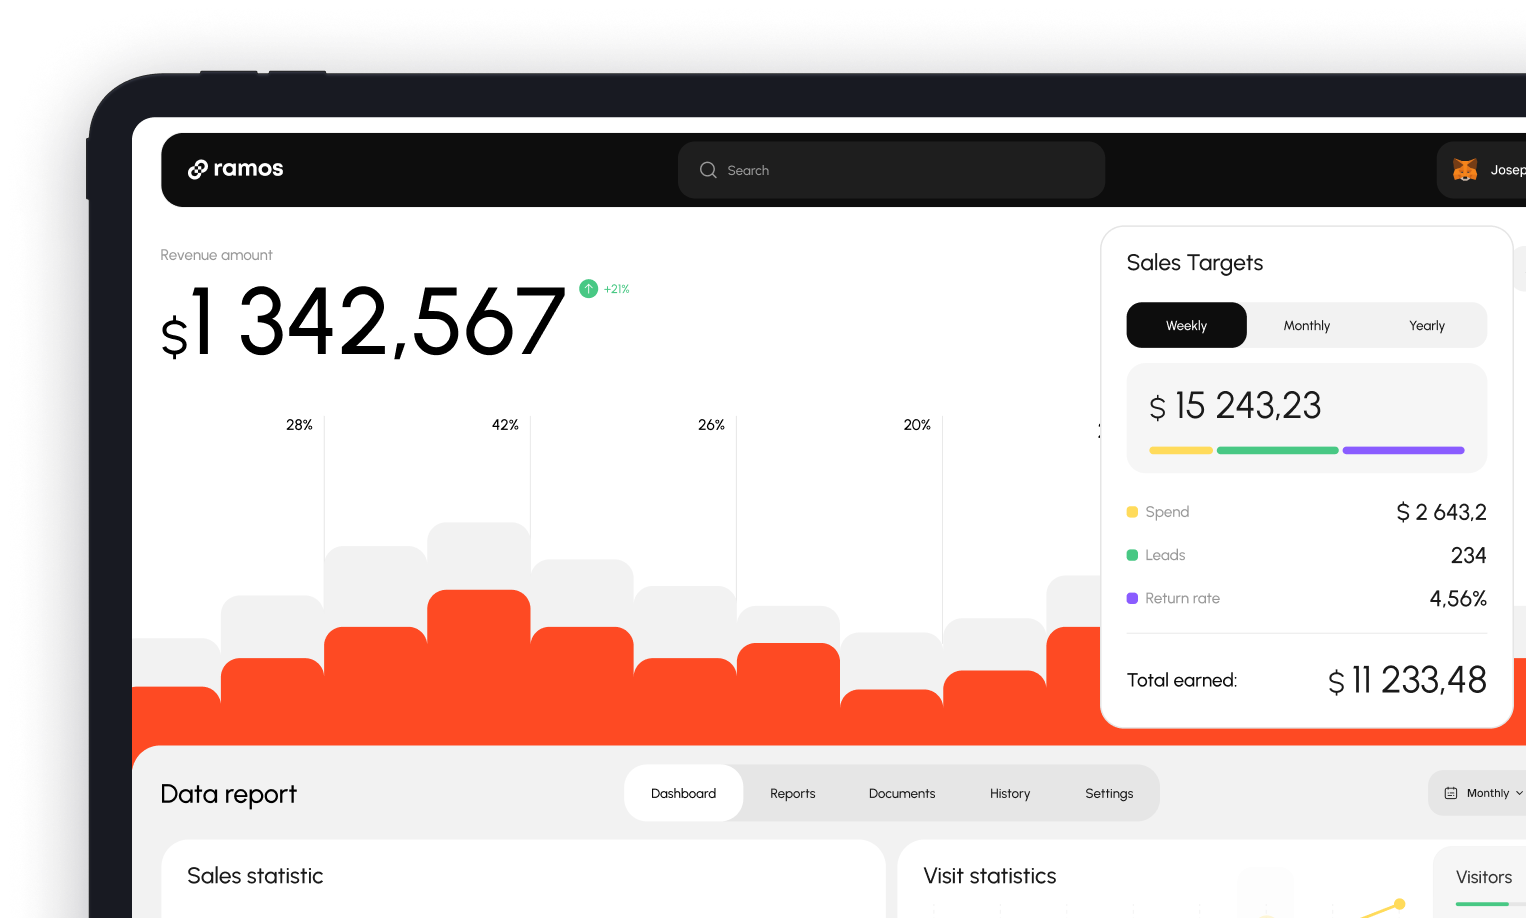 ramos
Search
Revenue amount
$1 342,567
+21%
28%
42%
26%
20%
Sales Targets
Weekly
Monthly
Yearly
$ 15 243,23
Spend
$ 2 643,2
Leads
234
Return rate
4,56%
Total earned:
$ 11 233,48
Data report
Dashboard
Reports
Documents
History
Settings
Monthly
Sales statistic
Visit statistics
Visitors